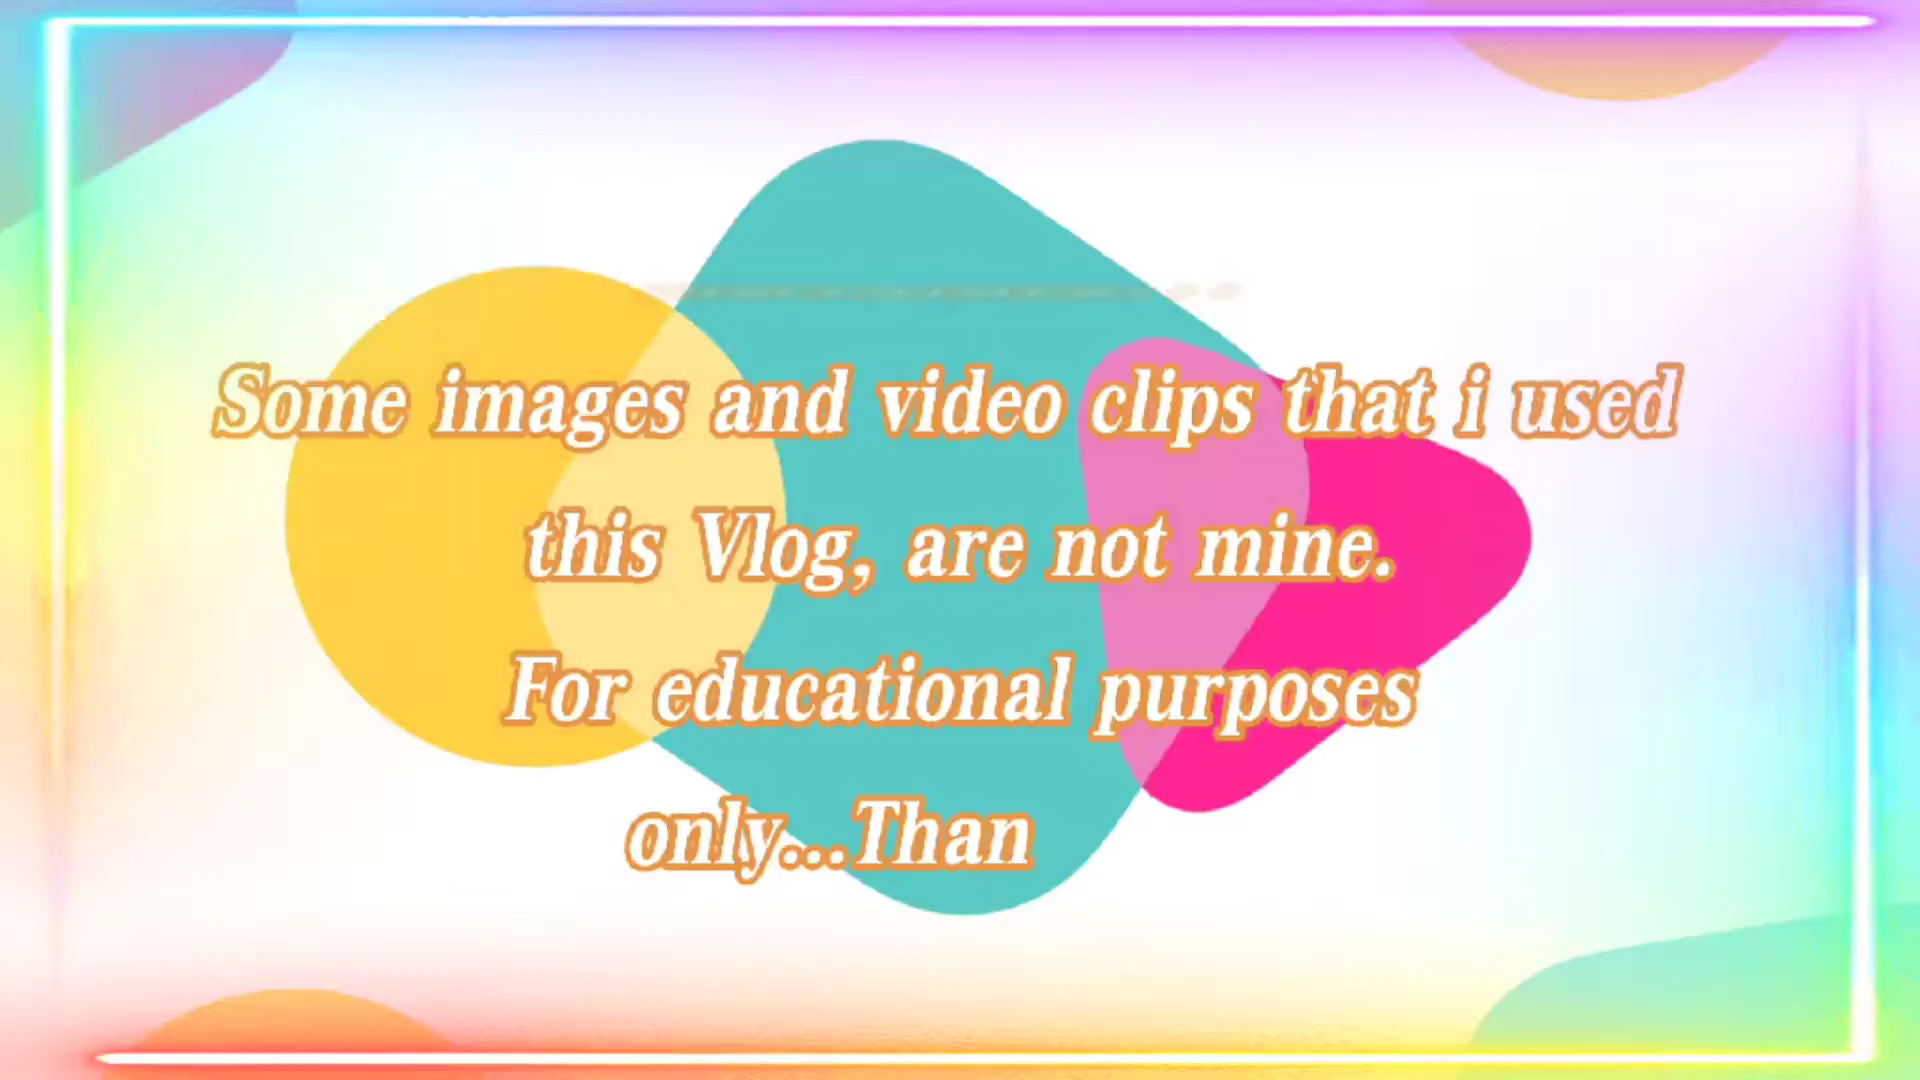 Some images and video clips that i used
this Vlog, are not mine.
For educational purposes
only...Than